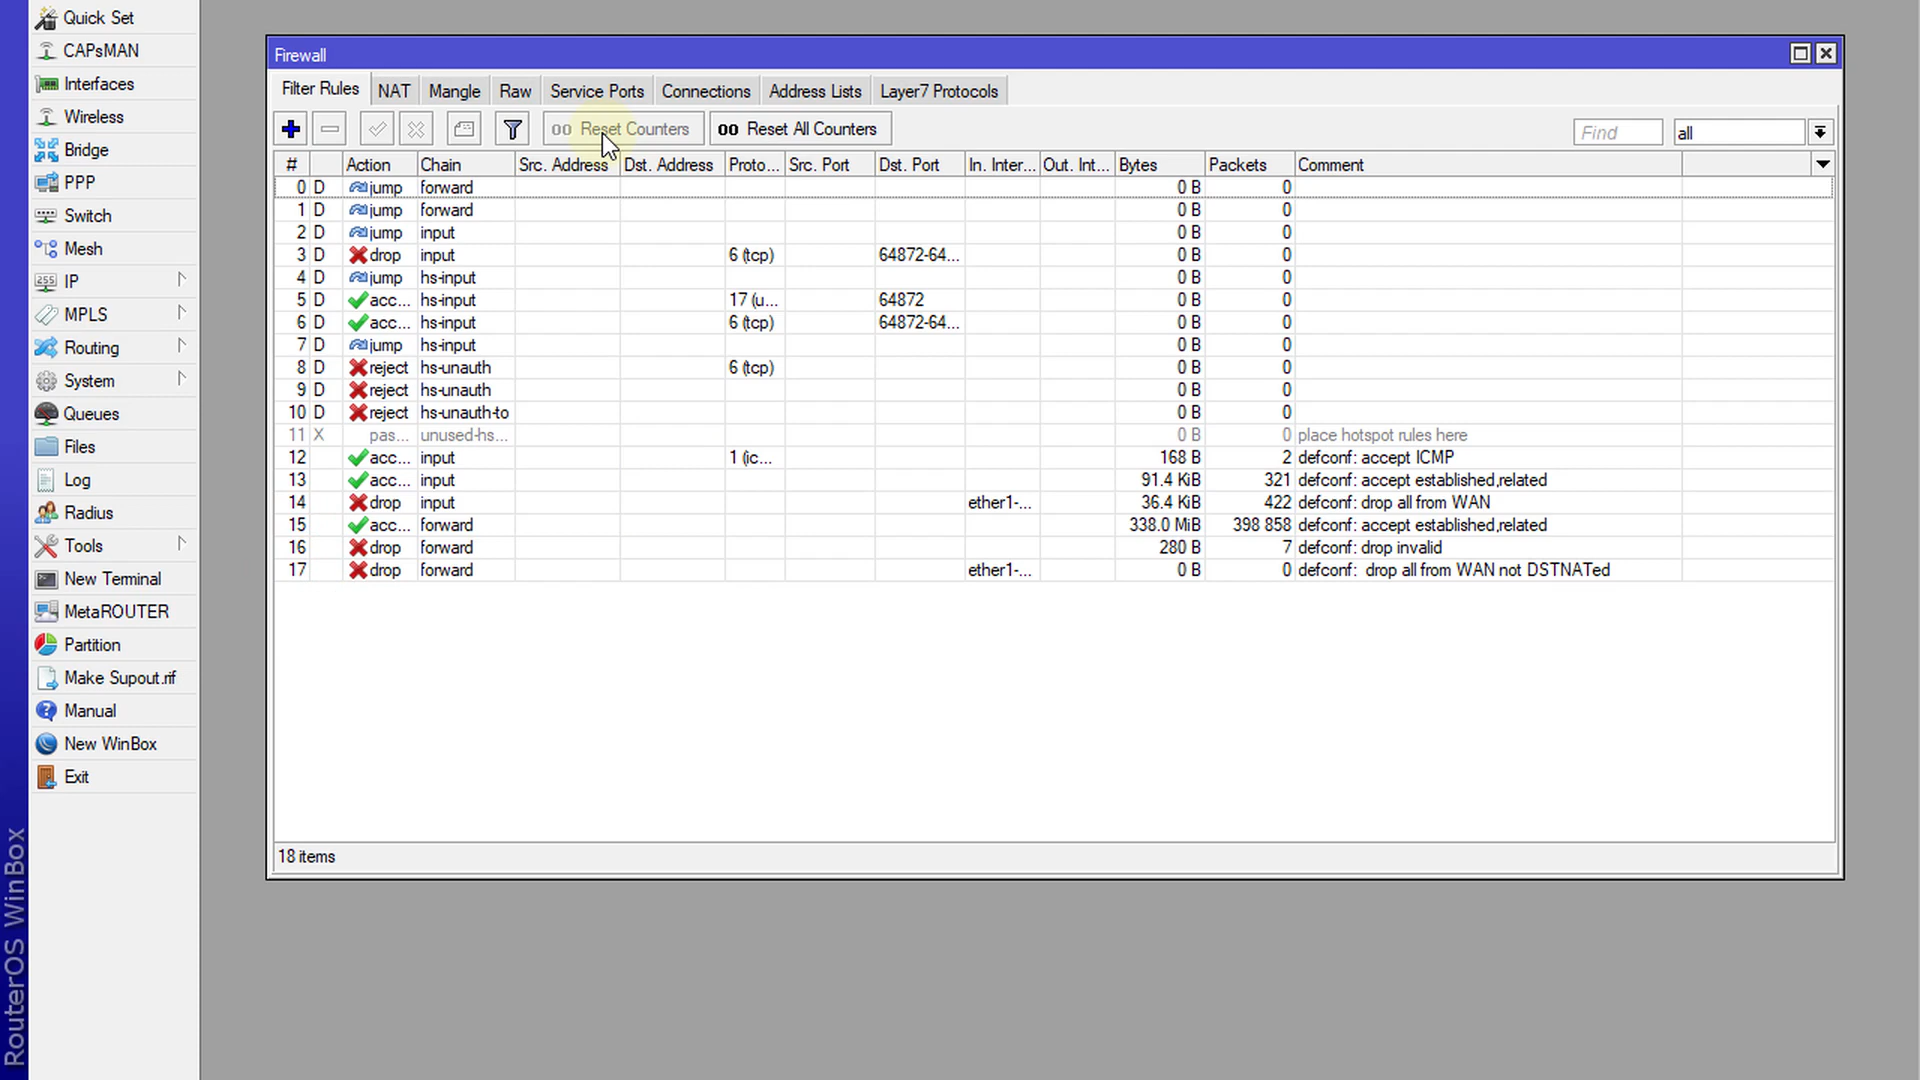 Quick Set
CAPsMAN
Interfaces
Wireless
Bridge
PPP
Switch
Mesh
255 IP
MPLS
Routing
System
Queues
Files
Log
Radius
Tools
New Terminal
MetaROUTER
Partition
Make Supout.rif
Manual
New WinBox
Exit
RouterOS WinBox
Firewall
Filter Rules NAT Mangle Raw Service Ports Connections Address Lists Layer7 Protocols
00 Reset Counters 00 Reset All Counters Find all
# Action Chain Src. Address Dst. Address Proto... Src. Port Dst. Port In. Inter... Out. Int... Bytes Packets Comment
0 D jump forward 0 B 0
1 D jump forward 0 B 0
2 D jump input 0 B 0
3 D drop input 6 (tcp) 64872-64... 0 B 0
4 D jump hs-input 0 B 0
5 D acc... hs-input 17 (u... 64872 0 B 0
6 D acc... hs-input 6 (tcp) 64872-64... 0 B 0
7 D jump hs-input 0 B 0
8 D reject hs-unauth 6 (tcp) 0 B 0
9 D reject hs-unauth 0 B 0
10 D reject hs-unauth-to 0 B 0
11 X pas... unused-hs... 0 B 0 place hotspot rules here
12 acc... input 1 (ic... 168 B 2 defconf: accept ICMP
13 acc... input 91.4 KiB 321 defconf: accept established,related
14 drop input ether1-... 36.4 KiB 422 defconf: drop all from WAN
15 acc... forward 338.0 MiB 398 858 defconf: accept established,related
16 drop forward 280 B 7 defconf: drop invalid
17 drop forward ether1-... 0 B 0 defconf:  drop all from WAN not DSTNATed
18 items